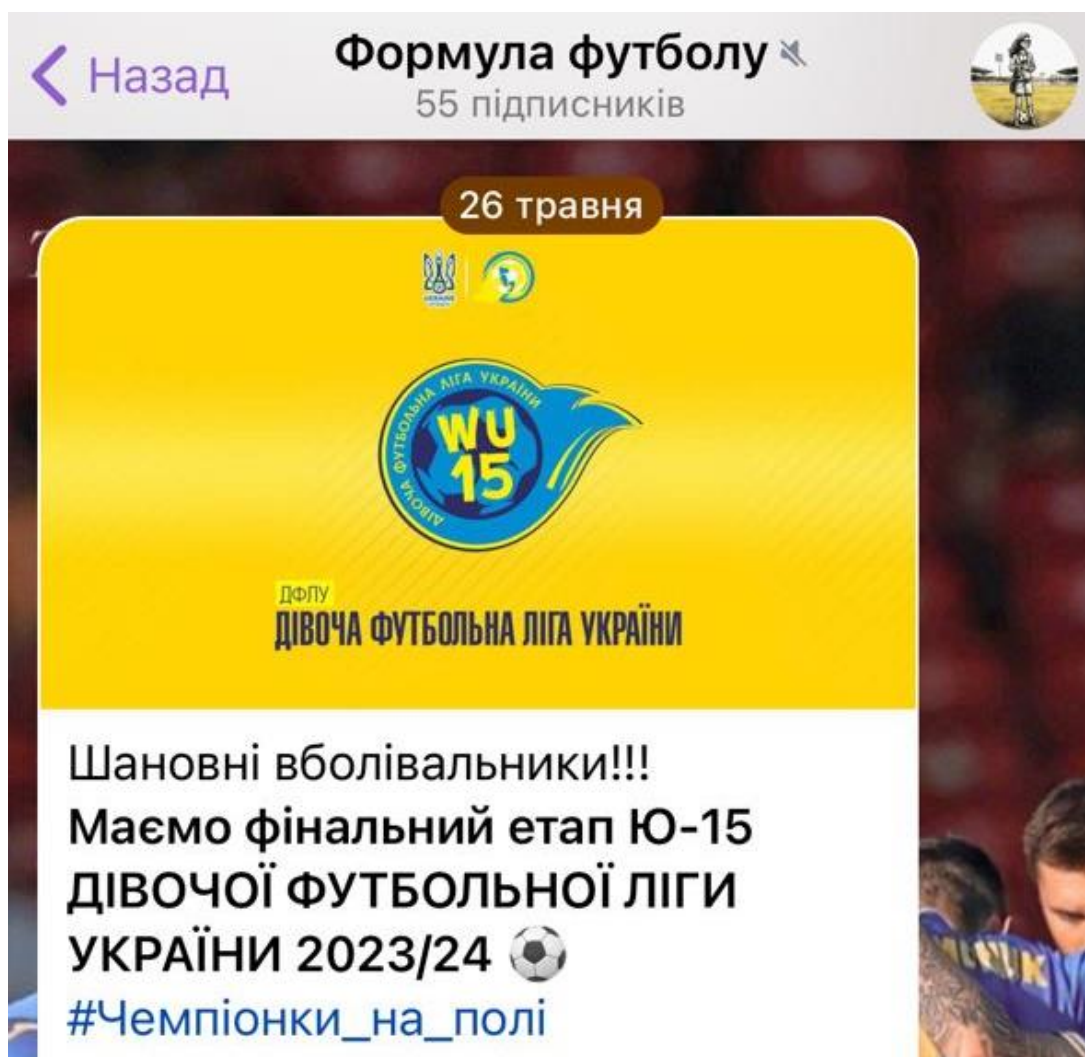 Назад
Формула футболу
55 підписників
26 травня
ДІВОЧА ФУТБОЛЬНА ЛІГА УКРАЇНИ
WU
15
ДФЛУ
ДІВОЧА ФУТБОЛЬНА ЛІГА УКРАЇНИ
Шановні вболівальники!!!
Маємо фінальний етап Ю-15
ДІВОЧОЇ ФУТБОЛЬНОЇ ЛІГИ
УКРАЇНИ 2023/24 ⚽
#Чемпіонки_на_полі